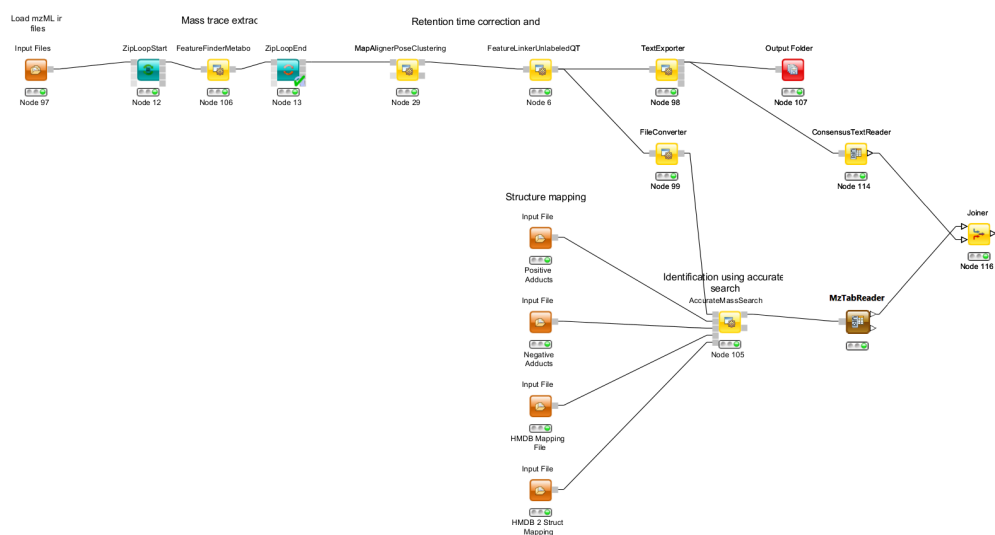 Load mzML ir
files
Mass trace extrac
Retention time correction and
Input Files
ZipLoopStart
FeatureFinderMetabo
ZipLoopEnd
MapAlignerPoseClustering
FeatureLinkerUnlabeledQT
TextExporter
Output Folder
Node 97
Node 12
Node 106
Node 13
Node 29
Node 6
Node 98
Node 107
FileConverter
ConsensusTextReader
Node 99
Node 114
Structure mapping
Input File
Joiner
Node 116
Positive
Adducts
Identification using accurate
search
AccurateMassSearch
MzTabReader
Input File
Node 105
Negative
Adducts
Input File
HMDB Mapping
File
Input File
HMDB 2 Struct
Mapping